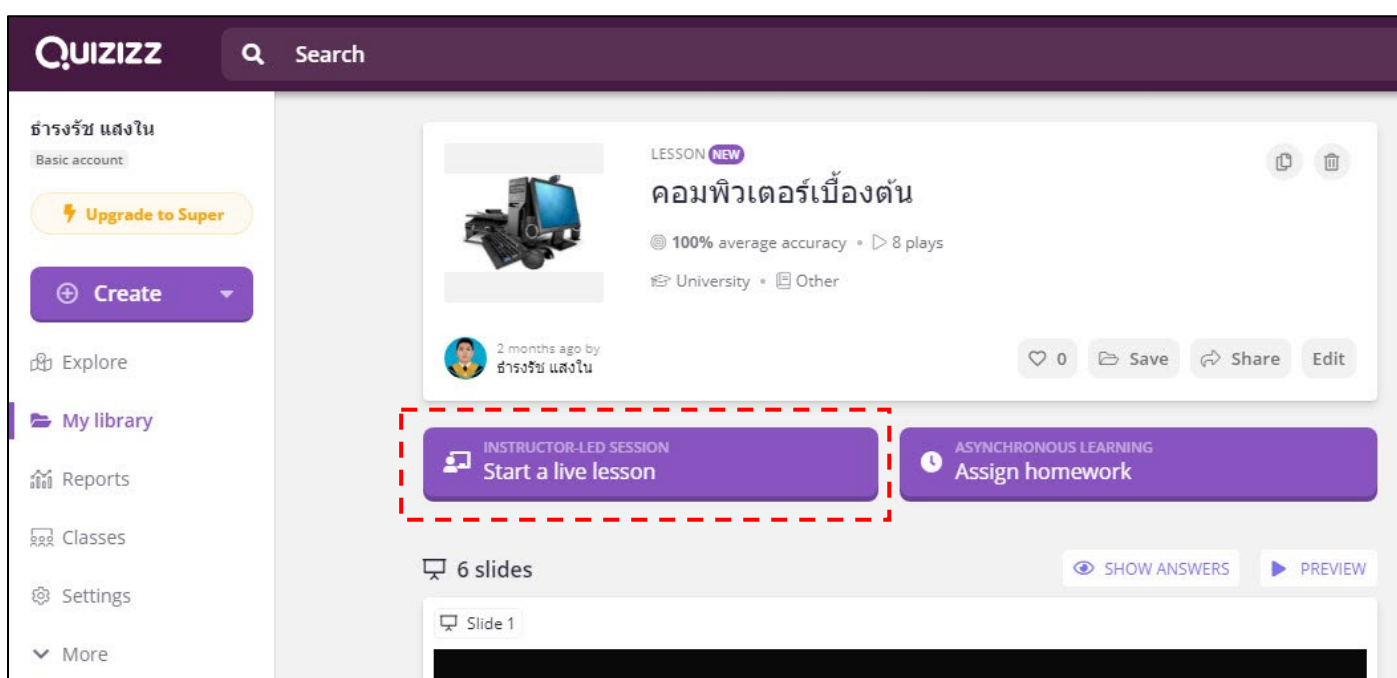 QUIZIZZ
Search
ธำรงรัช แสงใน
Basic account
Upgrade to Super
Create
Explore
My library
Reports
Classes
Settings
More
LESSON NEW
คอมพิวเตอร์เบื้องต้น
100% average accuracy • 8 plays
University • Other
2 months ago by
ธำรงรัช แสงใน
0
Save
Share
Edit
INSTRUCTOR-LED SESSION
Start a live lesson
ASYNCHRONOUS LEARNING
Assign homework
6 slides
SHOW ANSWERS
PREVIEW
Slide 1